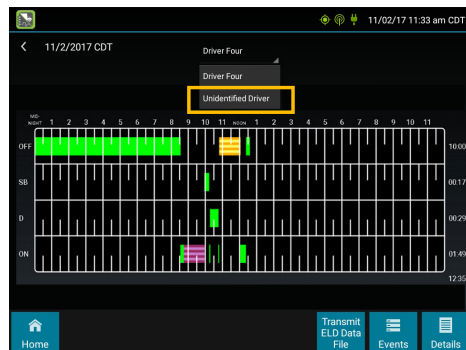 11/02/17 11:33 am CDT
11/2/2017 CDT
Driver Four
Driver Four
Unidentified Driver
MID-
NIGHT 1 2 3 4 5 6 7 8 9 10 11 NOON 1 2 3 4 5 6 7 8 9 10 11
OFF 10:00
SB 00:17
D 00:29
ON 01:49
12:35
Transmit
ELD Data
Home File Events Details